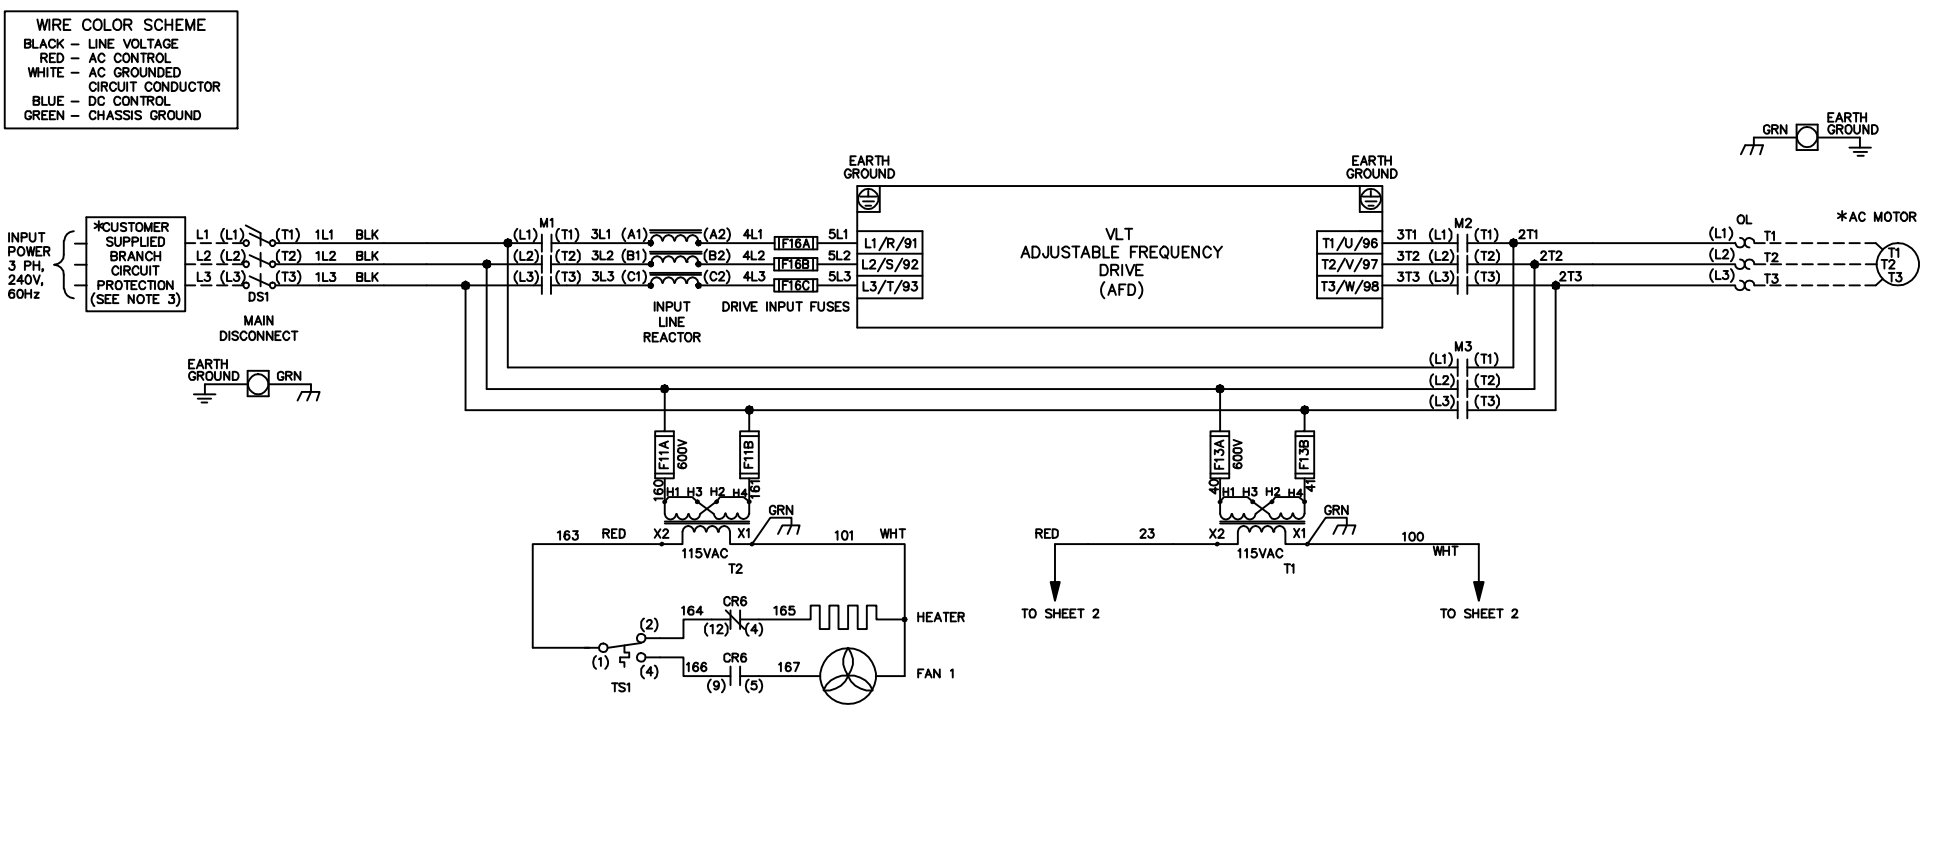 WIRE COLOR SCHEME
BLACK – LINE VOLTAGE
RED – AC CONTROL
WHITE – AC GROUNDED
CIRCUIT CONDUCTOR
BLUE – DC CONTROL
GREEN – CHASSIS GROUND
GRN
EARTH
GROUND
INPUT
POWER
3 PH,
240V,
60Hz
*CUSTOMER
SUPPLIED
BRANCH
CIRCUIT
PROTECTION
(SEE NOTE 3)
L1 (L1) (T1) 1L1 BLK
L2 (L2) (T2) 1L2 BLK
L3 (L3) (T3) 1L3 BLK
DS1
MAIN
DISCONNECT
EARTH
GROUND
GRN
M1
(L1) (T1) 3L1 (A1) (A2) 4L1 F16A 5L1
(L2) (T2) 3L2 (B1) (B2) 4L2 F16B 5L2
(L3) (T3) 3L3 (C1) (C2) 4L3 F16C 5L3
INPUT
LINE
REACTOR
DRIVE INPUT FUSES
EARTH
GROUND
L1/R/91
L2/S/92
L3/T/93
VLT
ADJUSTABLE FREQUENCY
DRIVE
(AFD)
EARTH
GROUND
T1/U/96
T2/V/97
T3/W/98
M2
3T1 (L1) (T1) 2T1
3T2 (L2) (T2) 2T2
3T3 (L3) (T3) 2T3
OL
(L1) T1
(L2) T2
(L3) T3
*AC MOTOR
T1
T2
T3
M3
(L1) (T1)
(L2) (T2)
(L3) (T3)
F11A
600V
F11B
160
161
H1 H3 H2 H4
GRN
163 RED X2 X1 101 WHT
115VAC
T2
F13A
600V
F13B
40
41
H1 H3 H2 H4
GRN
RED 23 X2 X1 100
WHT
115VAC
T1
TO SHEET 2
TO SHEET 2
CR6
164 165
(12) (4)
HEATER
(2)
(1)
(4)
TS1
CR6
166 167
(9) (5)
FAN 1